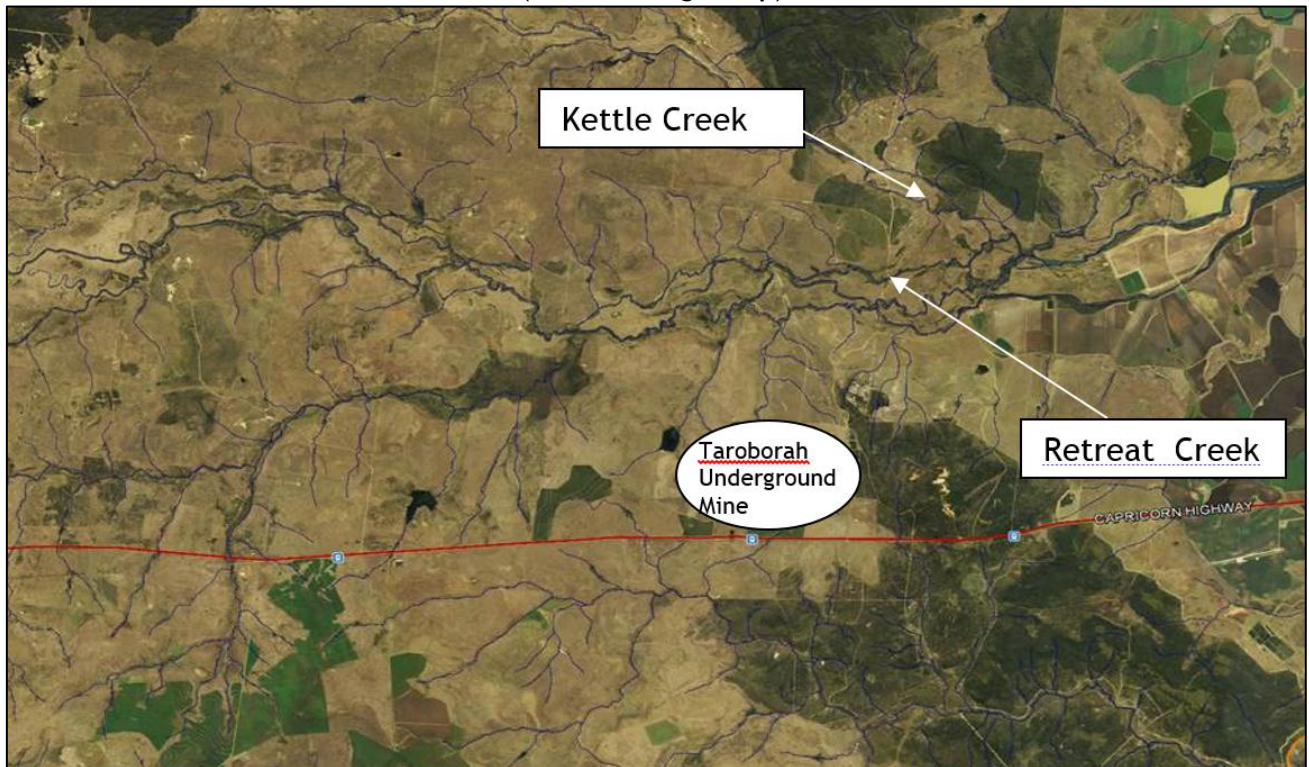 Kettle Creek
Retreat Creek
Taroborah
Underground
Mine
CAPRICORN HIGHWAY